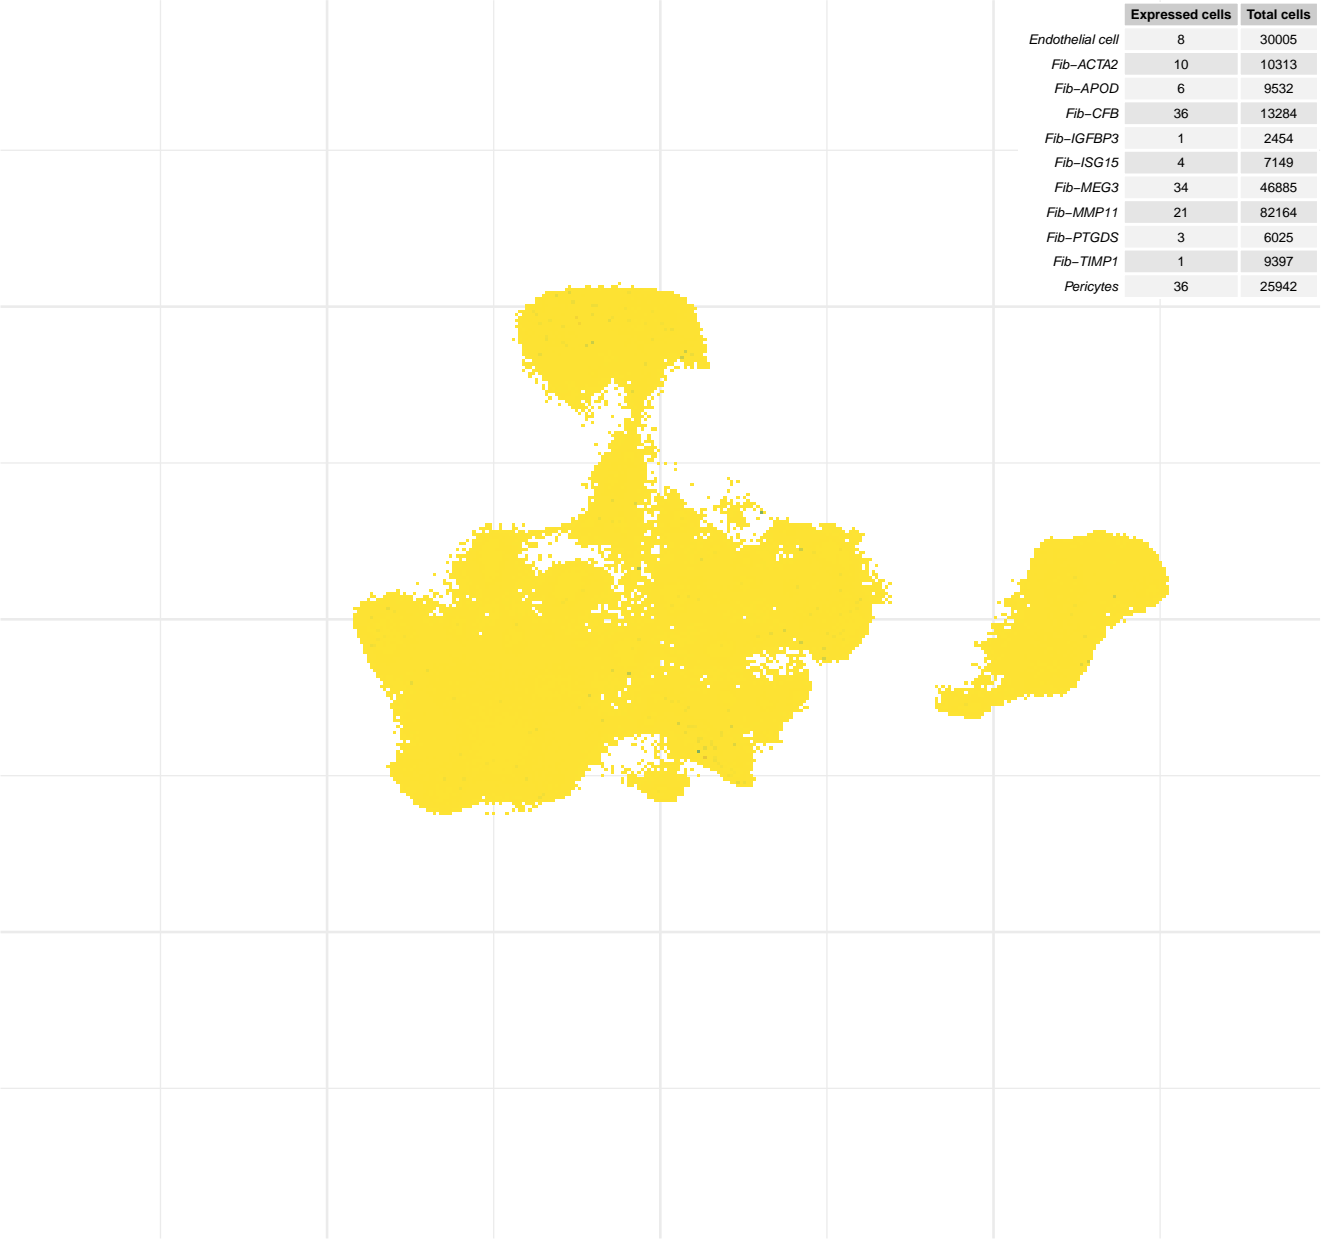 Expressed cells Total cells
Endothelial cell 8 30005
Fib−ACTA2 10 10313
Fib−APOD 6 9532
Fib−CFB 36 13284
Fib−IGFBP3 1 2454
Fib−ISG15 4 7149
Fib−MEG3 34 46885
Fib−MMP11 21 82164
Fib−PTGDS 3 6025
Fib−TIMP1 1 9397
Pericytes 36 25942